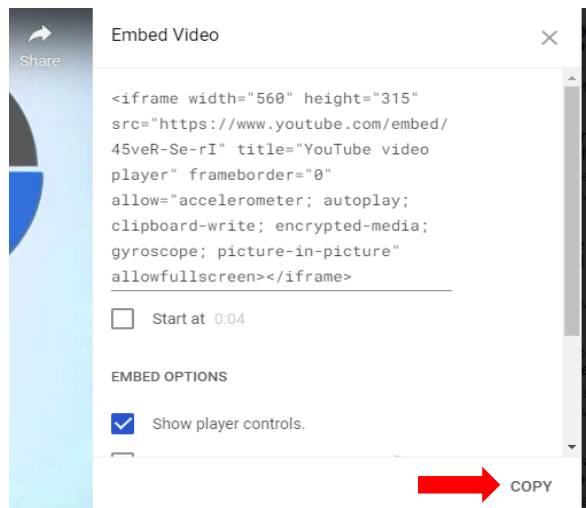 Share
Embed Video
<iframe width="560" height="315"
src="https://www.youtube.com/embed/
45veR-Se-rI" title="YouTube video
player" frameborder="0"
allow="accelerometer; autoplay;
clipboard-write; encrypted-media;
gyroscope; picture-in-picture"
allowfullscreen></iframe>
Start at 0:04
EMBED OPTIONS
Show player controls.
COPY